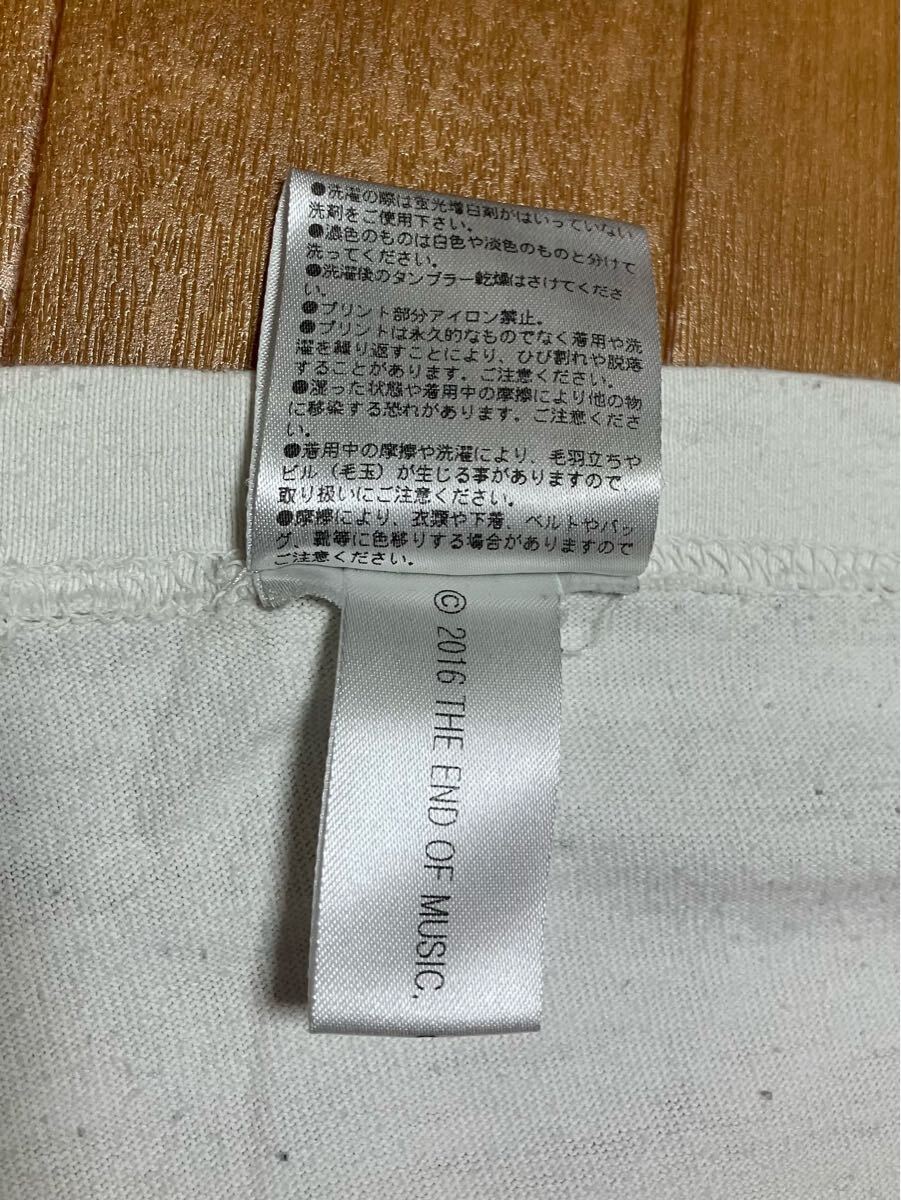 ●洗濯の際は蛍光増白剤がはいっていない
洗剤をご使用下さい。
●濃色のものは白色や淡色のものと分けて
洗ってください。
●洗濯後のタンブラー乾燥はさけてくださ
い。
●プリント部分アイロン禁止。
●プリントは永久的なものでなく着用や洗
濯を繰り返すことにより、ひび割れや脱落
することがあります。ご注意ください。
●湿った状態や着用中の摩擦により他の物
に移染する恐れがあります。ご注意くださ
い。
●着用中の摩擦や洗濯により、毛羽立ちや
ピル（毛玉）が生じる事がありますので
取り扱いにご注意ください。
●摩擦により、衣類や下着、ベルトやバッ
グ、靴等に色移りする場合がありますので
ご注意ください。
© 2016 THE END OF MUSIC,